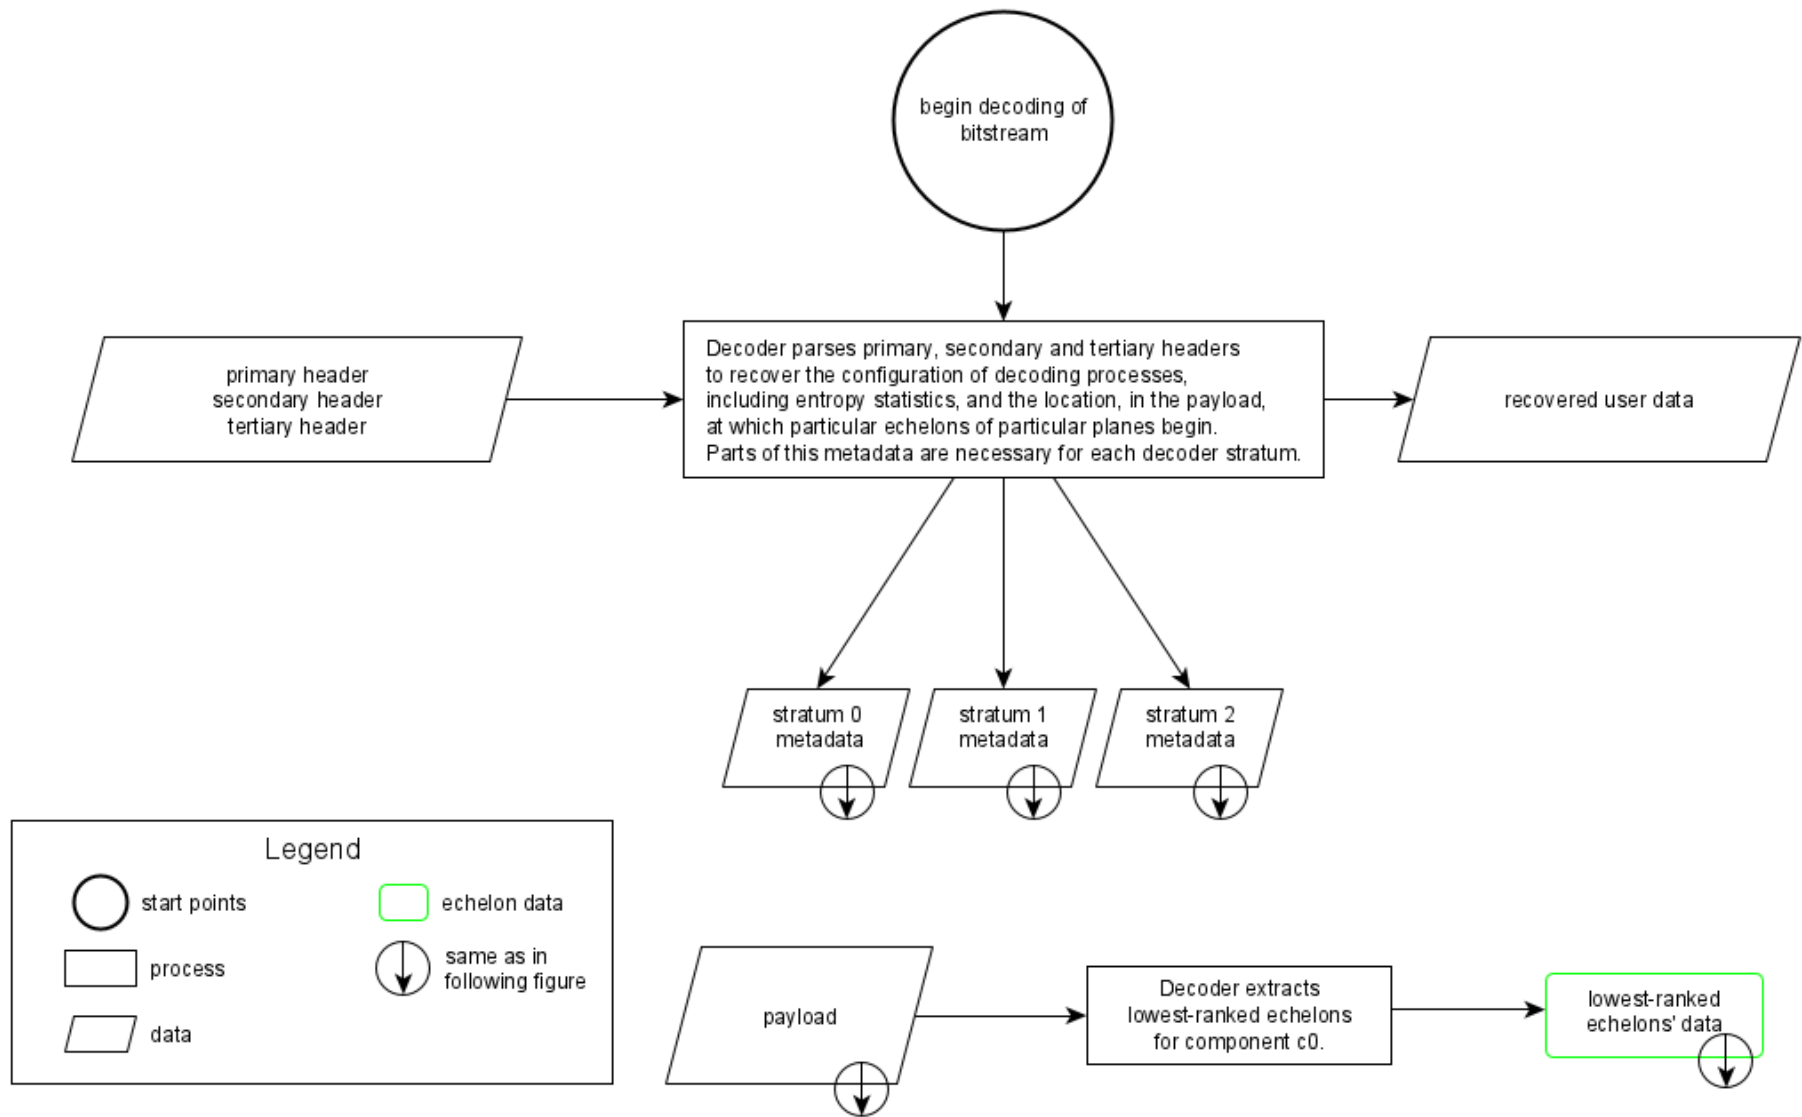 begin decoding of
bitstream
primary header
secondary header
tertiary header
Decoder parses primary, secondary and tertiary headers
to recover the configuration of decoding processes,
including entropy statistics, and the location, in the payload,
at which particular echelons of particular planes begin.
Parts of this metadata are necessary for each decoder stratum.
recovered user data
stratum 0
metadata
stratum 1
metadata
stratum 2
metadata
Legend
start points
echelon data
process
same as in
following figure
data
payload
Decoder extracts
lowest-ranked echelons
for component c0.
lowest-ranked
echelons' data